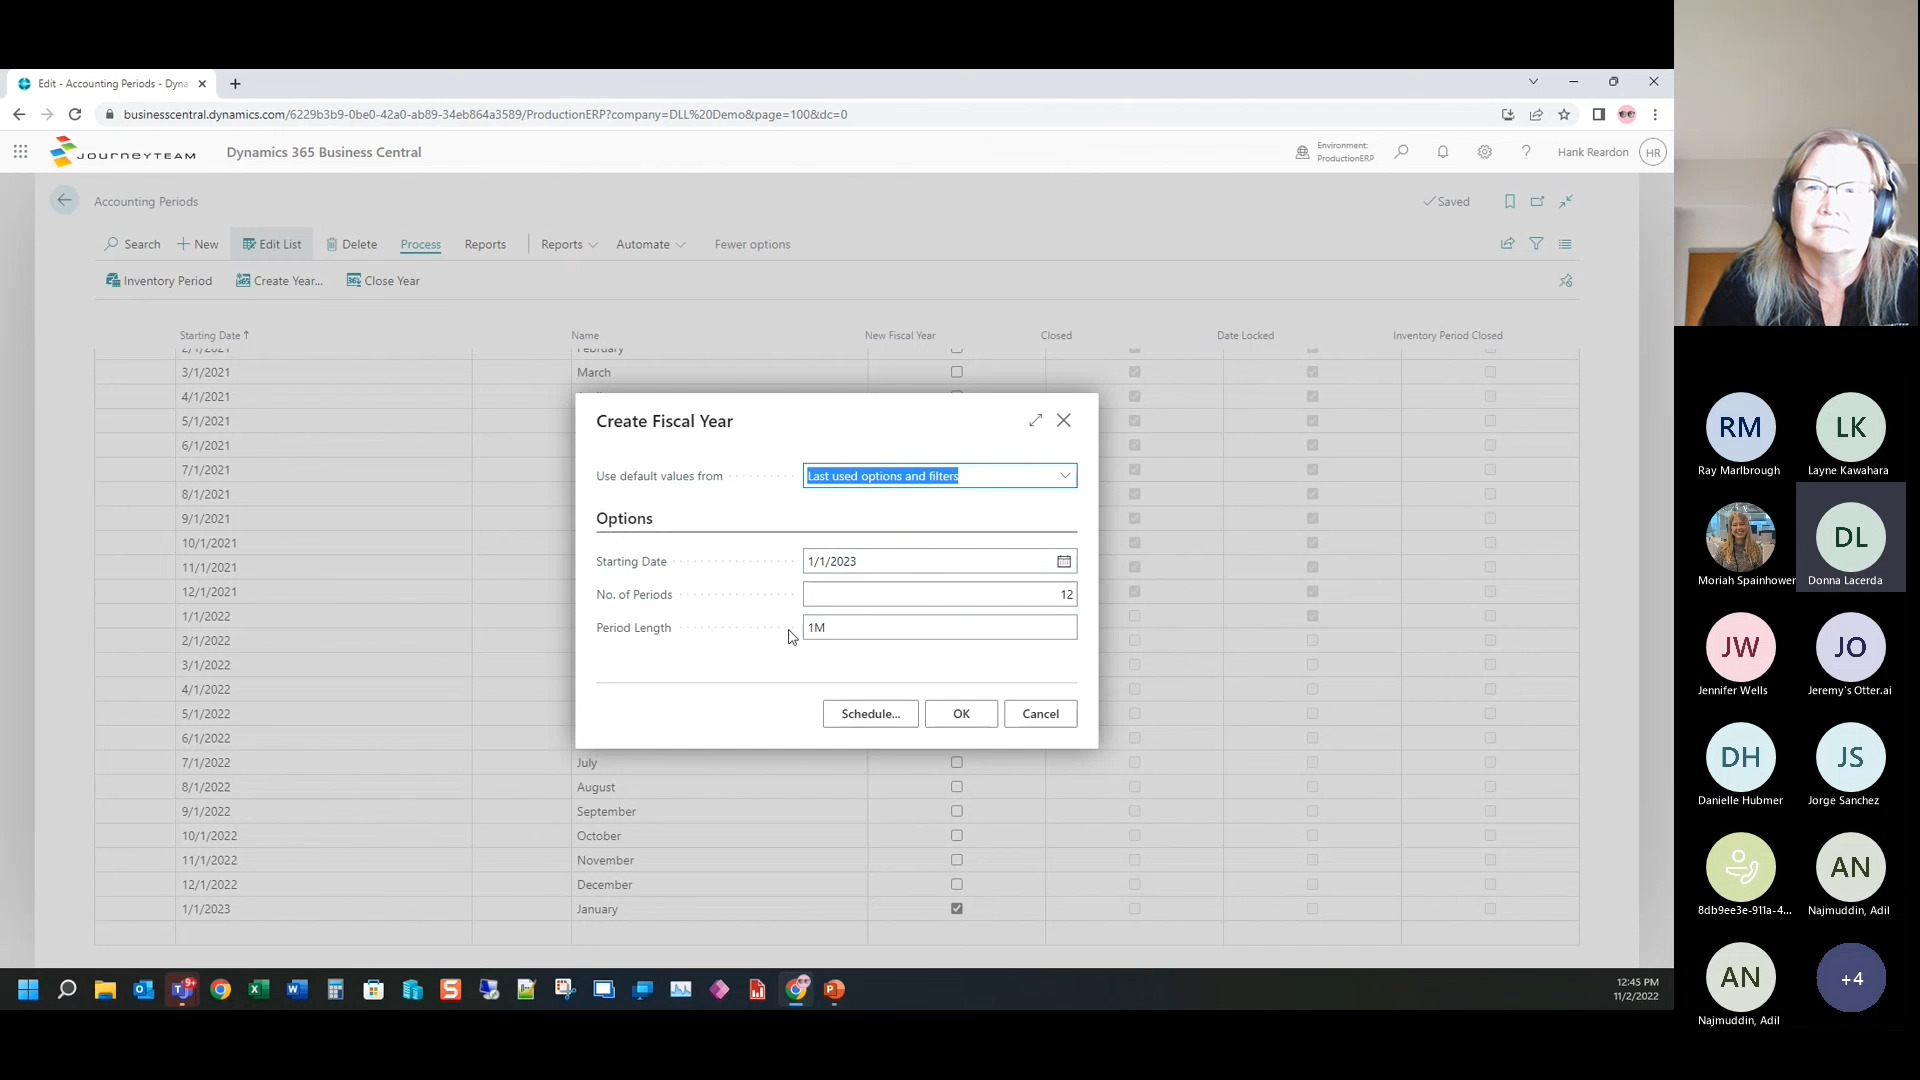 Edit - Accounting Periods - Dyna
businesscentral.dynamics.com/6229b3b9-0be0-42a0-ab89-34eb864a3589/ProductionERP?company=DLL%20Demo&page=100&dc=0
JOURNEYTEAM
Dynamics 365 Business Central
Environment:
ProductionERP
Hank Reardon
HR
Accounting Periods
Saved
Search
New
Edit List
Delete
Process
Reports
Reports
Automate
Fewer options
Inventory Period
Create Year...
Close Year
Starting Date
Name
New Fiscal Year
Closed
Date Locked
Inventory Period Closed
2/1/2021 February
3/1/2021 March
4/1/2021
5/1/2021
6/1/2021
7/1/2021
8/1/2021
9/1/2021
10/1/2021
11/1/2021
12/1/2021
1/1/2022
2/1/2022
3/1/2022
4/1/2022
5/1/2022
6/1/2022
7/1/2022 July
8/1/2022 August
9/1/2022 September
10/1/2022 October
11/1/2022 November
12/1/2022 December
1/1/2023 January
Create Fiscal Year
Use default values from
Last used options and filters
Options
Starting Date
1/1/2023
No. of Periods
12
Period Length
1M
Schedule...
OK
Cancel
12:45 PM
11/2/2022
RM
Ray Marlbrough
LK
Layne Kawahara
Moriah Spainhower
DL
Donna Lacerda
JW
Jennifer Wells
JO
Jeremy's Otter.ai
DH
Danielle Hubmer
JS
Jorge Sanchez
8db9ee3e-911a-4...
AN
Najmuddin, Adil
AN
Najmuddin, Adil
+4